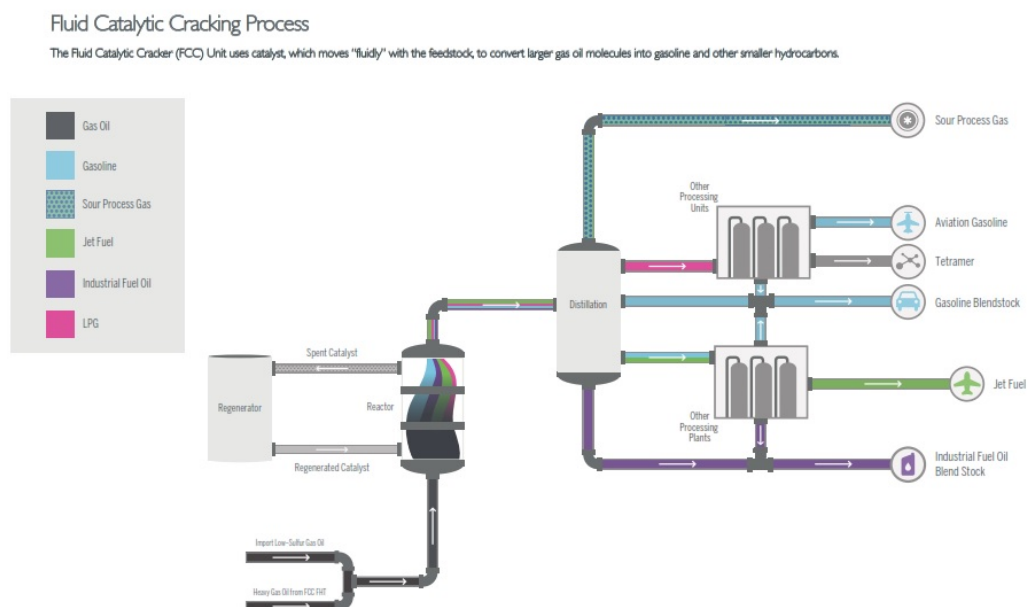 Fluid Catalytic Cracking Process
The Fluid Catalytic Cracker (FCC) Unit uses catalyst, which moves "fluidly" with the feedstock, to convert larger gas oil molecules into gasoline and other smaller hydrocarbons.
Gas Oil
Gasoline
Sour Process Gas
Jet Fuel
Industrial Fuel Oil
LPG
Sour Process Gas
Other
Processing
Units
Aviation Gasoline
Tetramer
Distillation
Gasoline Blendstock
Spent Catalyst
Regenerator
Reactor
Jet Fuel
Other
Processing
Plants
Regenerated Catalyst
Industrial Fuel Oil
Blend Stock
Import Low-Sulfur Gas Oil
Heavy Gas Oil from FCC FHT